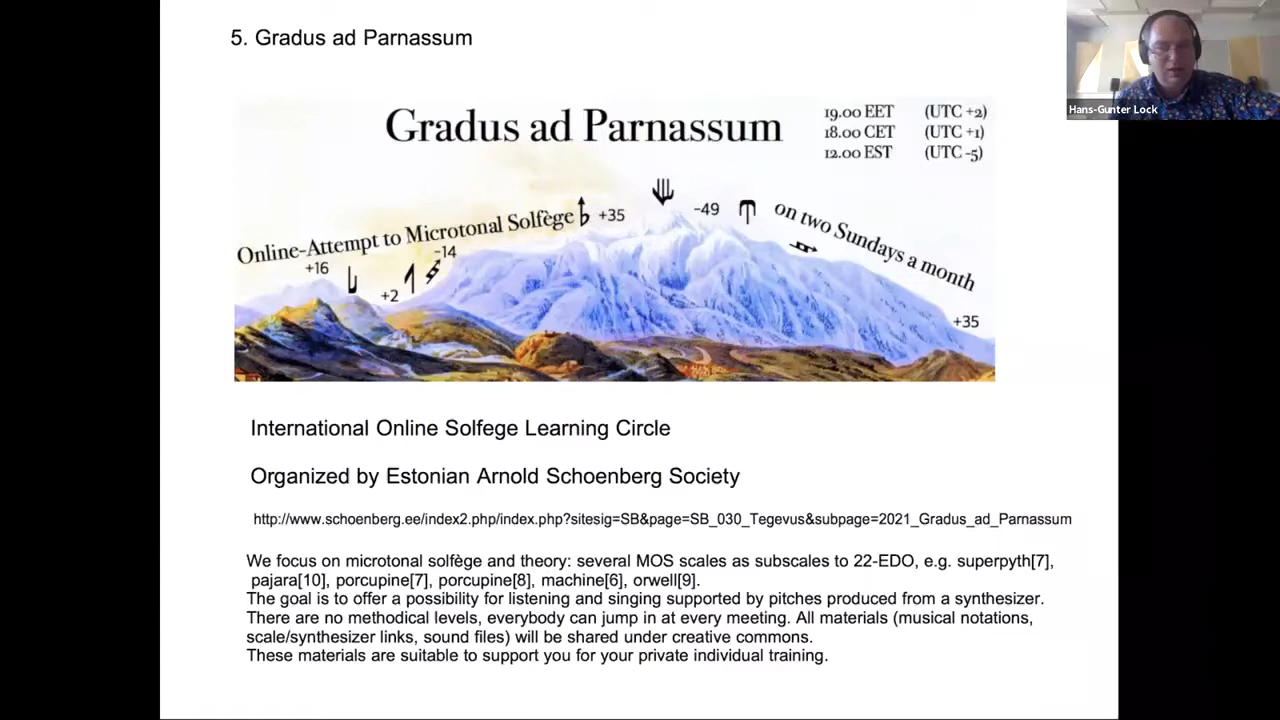 5. Gradus ad Parnassum
Hans-Gunter Lock
Gradus ad Parnassum
19.00 EET (UTC +2)
18.00 CET (UTC +1)
12.00 EST (UTC -5)
Online-Attempt to Microtonal Solfège
+35
-49
on two Sundays a month
+16
+2
-14
+35
International Online Solfege Learning Circle
Organized by Estonian Arnold Schoenberg Society
http://www.schoenberg.ee/index2.php/index.php?sitesig=SB&page=SB_030_Tegevus&subpage=2021_Gradus_ad_Parnassum
We focus on microtonal solfège and theory: several MOS scales as subscales to 22-EDO, e.g. superpyth[7],
pajara[10], porcupine[7], porcupine[8], machine[6], orwell[9].
The goal is to offer a possibility for listening and singing supported by pitches produced from a synthesizer.
There are no methodical levels, everybody can jump in at every meeting. All materials (musical notations,
scale/synthesizer links, sound files) will be shared under creative commons.
These materials are suitable to support you for your private individual training.